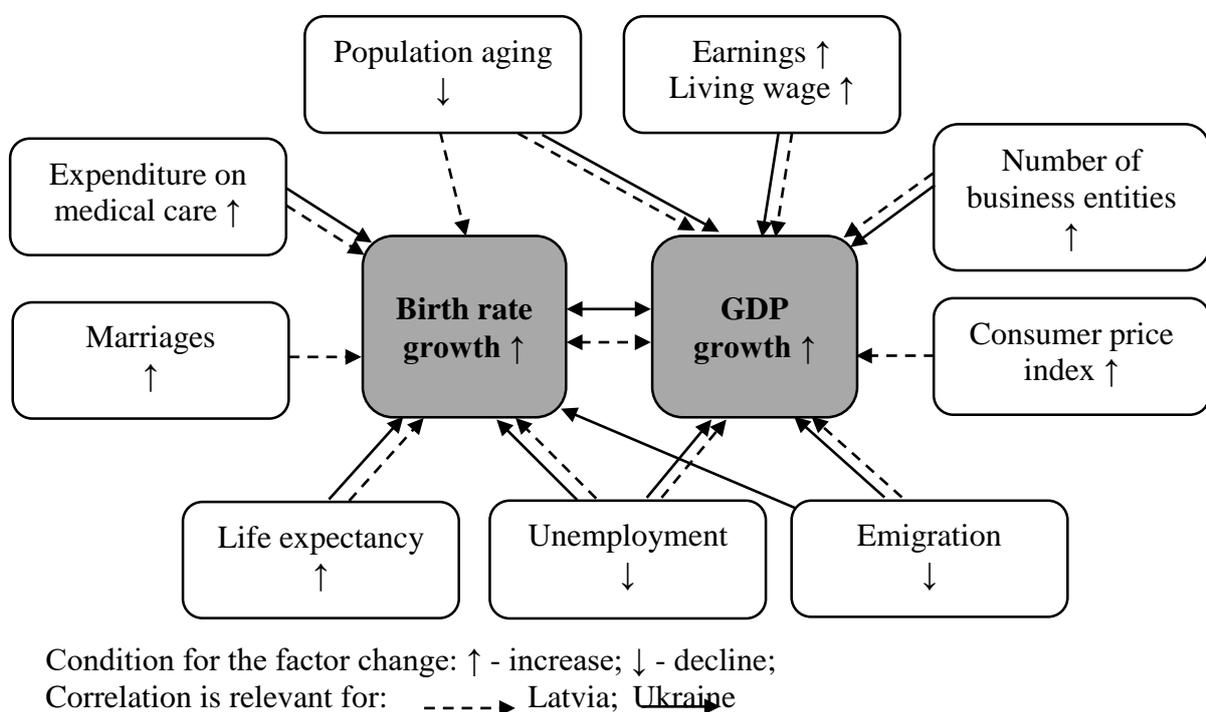 Population aging
↓
Earnings ↑
Living wage ↑
Expenditure on
medical care ↑
Number of
business entities
↑
Birth rate
growth ↑
GDP
growth ↑
Marriages
↑
Consumer price
index ↑
Life expectancy
↑
Unemployment
↓
Emigration
↓
Condition for the factor change: ↑ - increase; ↓ - decline;
Correlation is relevant for: Latvia; Ukraine